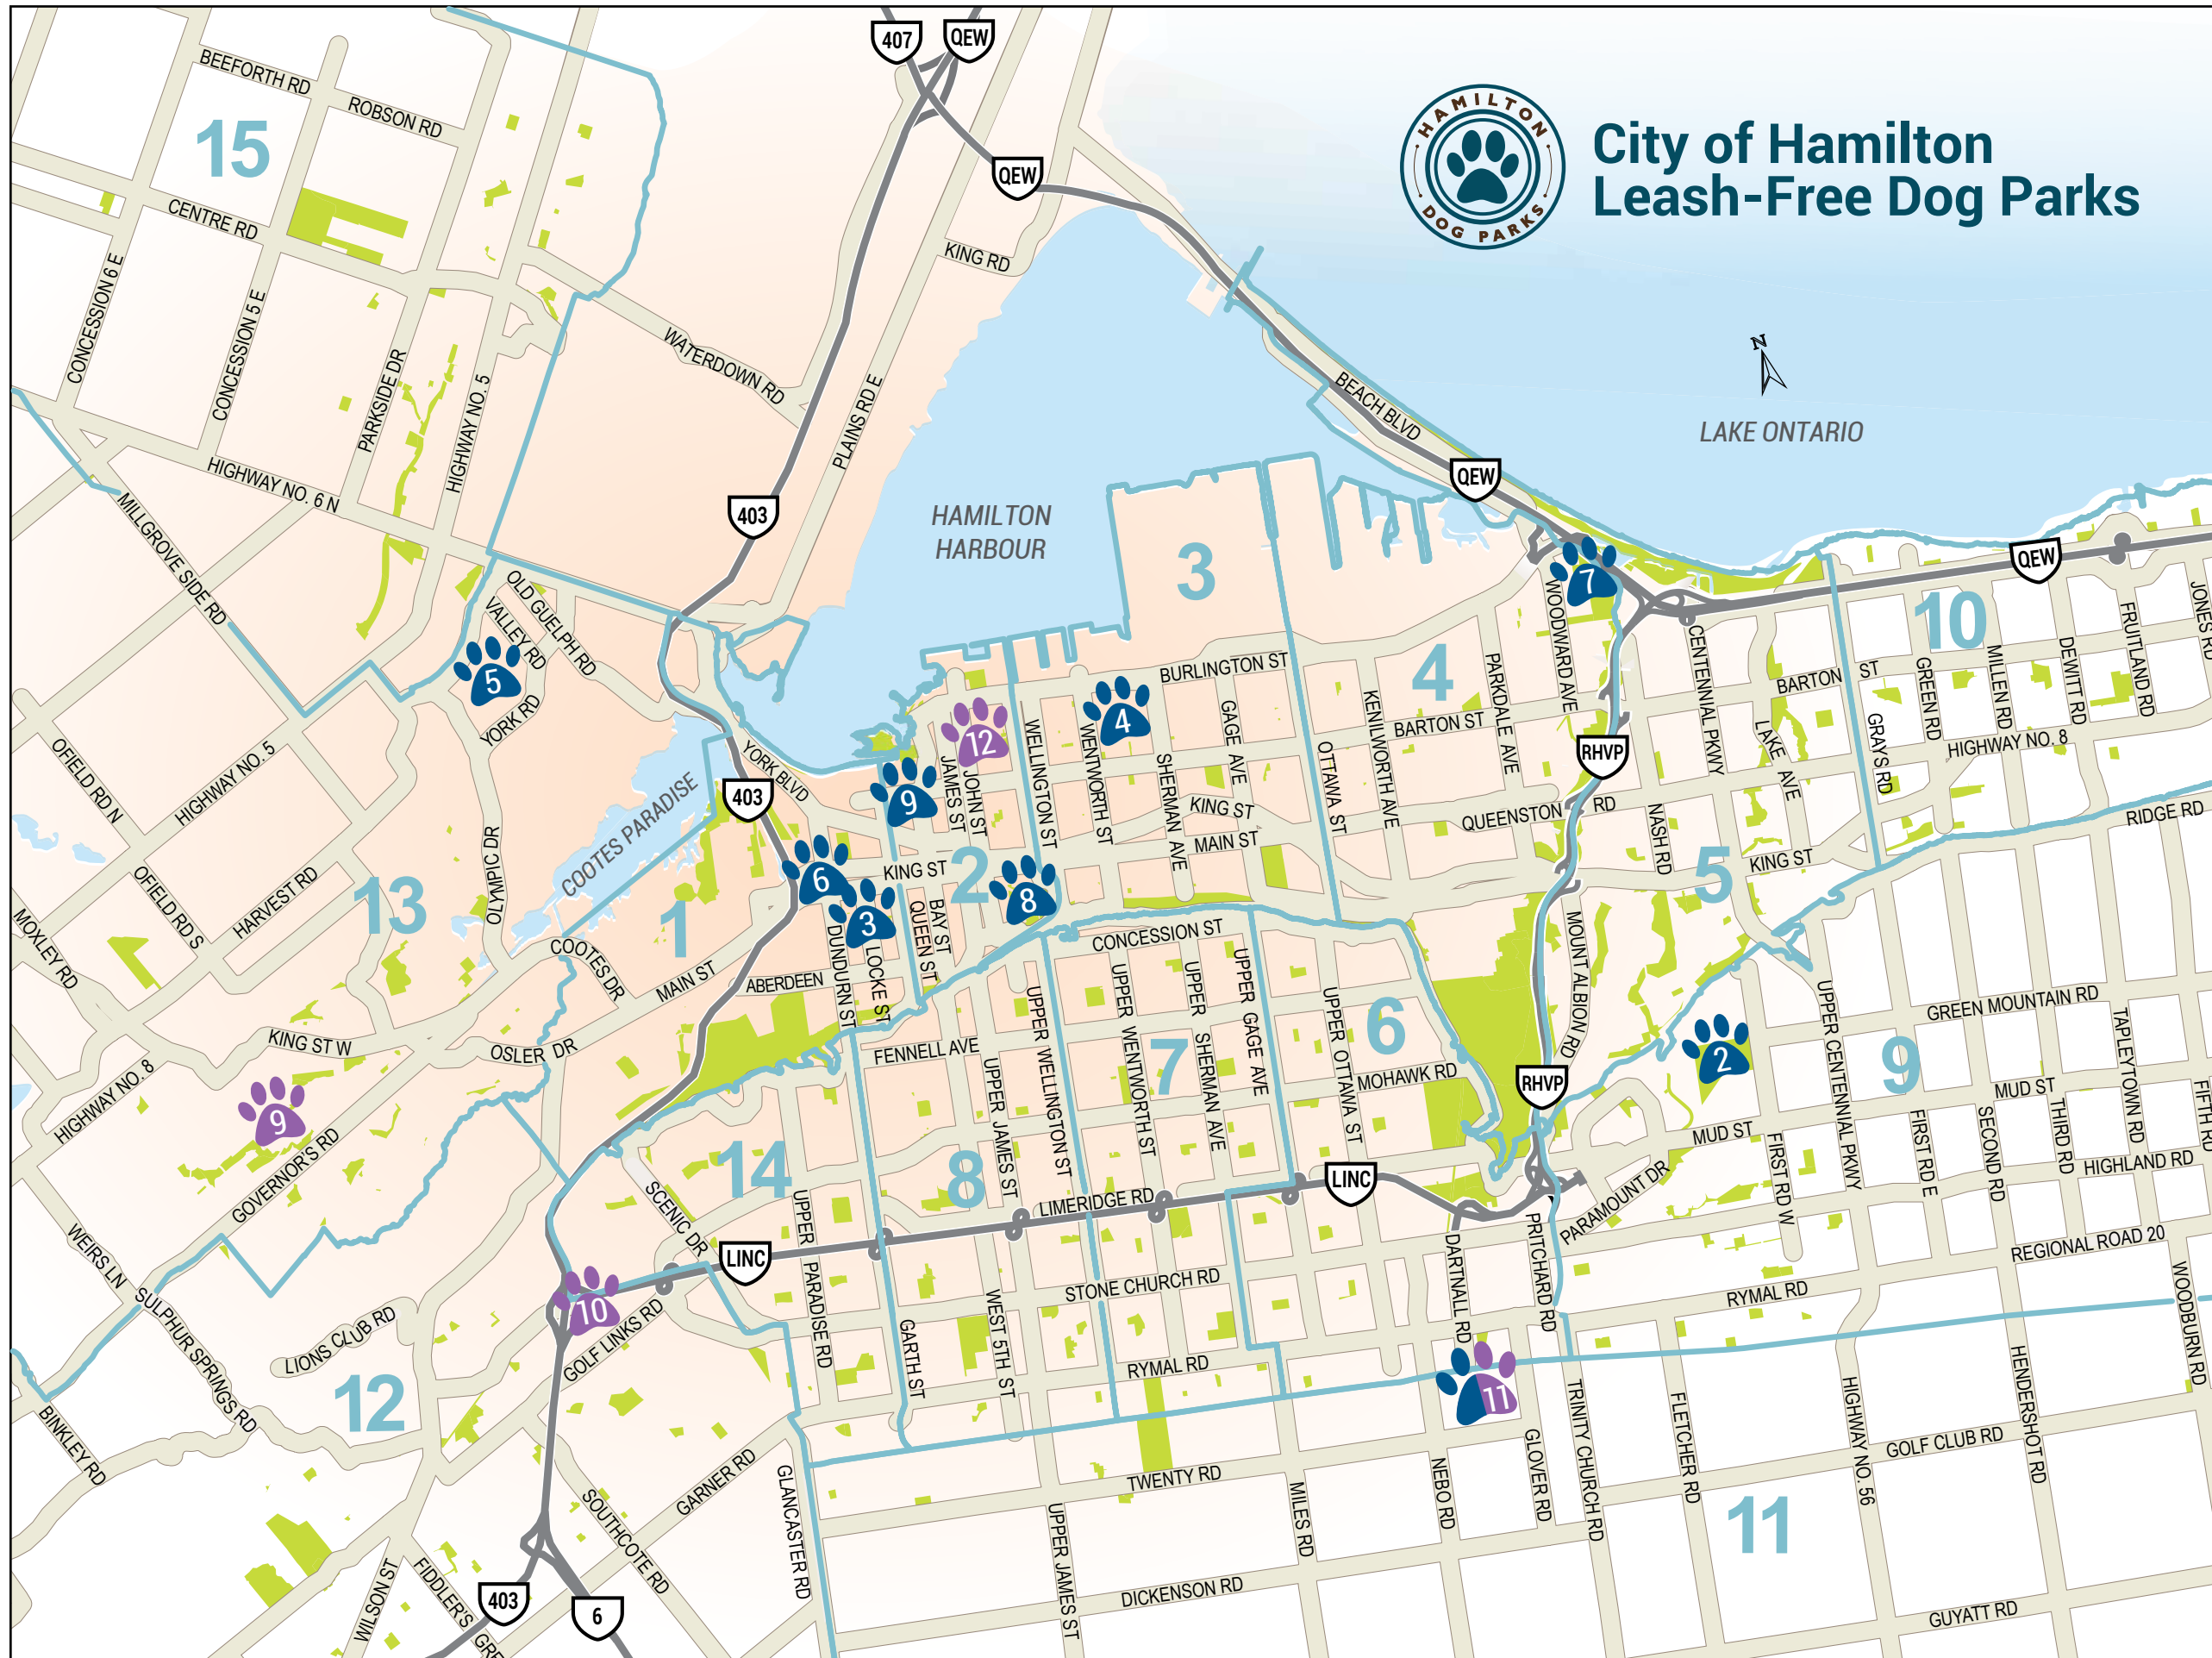 City of Hamilton
Leash-Free Dog Parks
HAMILTON
DOG PARKS
407
QEW
QEW
BEEFORTH RD
ROBSON RD
15
CENTRE RD
CONCESSION 6 E
CONCESSION 5 E
PARKSIDE DR
HIGHWAY NO. 5
HIGHWAY NO. 6 N
MILLGROVE SIDE RD
KING RD
WATERDOWN RD
PLAINS RD E
403
HAMILTON
HARBOUR
BEACH BLVD
QEW
N
LAKE ONTARIO
QEW
3
7
10
OLD GUELPH RD
VALLEY RD
5
YORK RD
OFIELD RD N
HIGHWAY NO. 5
OFIELD RD S
HARVEST RD
MOXLEY RD
13
OLYMPIC DR
COOTES PARADISE
403
YORK BLVD
1
COOTES DR
MAIN ST
ABERDEEN
KING ST W
OSLER DR
HIGHWAY NO. 8
9
GOVERNOR'S RD
WEIRS LN
SULPHUR SPRINGS RD
LIONS CLUB RD
12
BINKLEY RD
BURLINGTON ST
12
4
9
JAMES ST
JOHN ST
WELLINGTON ST
WENTWORTH ST
SHERMAN AVE
GAGE AVE
KING ST
MAIN ST
OTTAWA ST
KENILWORTH AVE
4
BARTON ST
PARKDALE AVE
WOODWARD AVE
QUEENSTON RD
RHVP
CENTENNIAL PKWY
NASH RD
LAKE AVE
BARTON ST
GRAYS RD
GREEN RD
MILLEN RD
DEWITT RD
FRUITLAND RD
JONES RD
HIGHWAY NO. 8
RIDGE RD
KING ST
5
6
3
KING ST
2
8
QUEEN ST
BAY ST
DUNDURN ST
LOCKE ST
CONCESSION ST
FENNELL AVE
UPPER JAMES ST
UPPER WELLINGTON ST
UPPER WENTWORTH ST
UPPER SHERMAN AVE
UPPER GAGE AVE
UPPER OTTAWA ST
6
7
MOHAWK RD
MOUNT ALBION RD
RHVP
2
UPPER CENTENNIAL PKWY
GREEN MOUNTAIN RD
9
TAPLEYTOWN RD
MUD ST
MUD ST
FIRST RD W
FIRST RD E
SECOND RD
THIRD RD
FIFTH RD
HIGHLAND RD
REGIONAL ROAD 20
WOODBURN RD
PARAMOUNT DR
PRITCHARD RD
DARTNALL RD
RYMAL RD
14
8
SCENIC DR
LINC
LIMERIDGE RD
LINC
UPPER PARADISE RD
10
GOLF LINKS RD
STONE CHURCH RD
GARTH ST
WEST 5TH ST
RYMAL RD
11
GARNER RD
GLANCASTER RD
SOUTHCOTE RD
TWENTY RD
UPPER JAMES ST
MILES RD
NEBO RD
GLOVER RD
TRINITY CHURCH RD
FLETCHER RD
HIGHWAY NO. 56
HENDERSHOT RD
GOLF CLUB RD
11
DICKENSON RD
GUYATT RD
WILSON ST
FIDDLER'S GRE
403
6